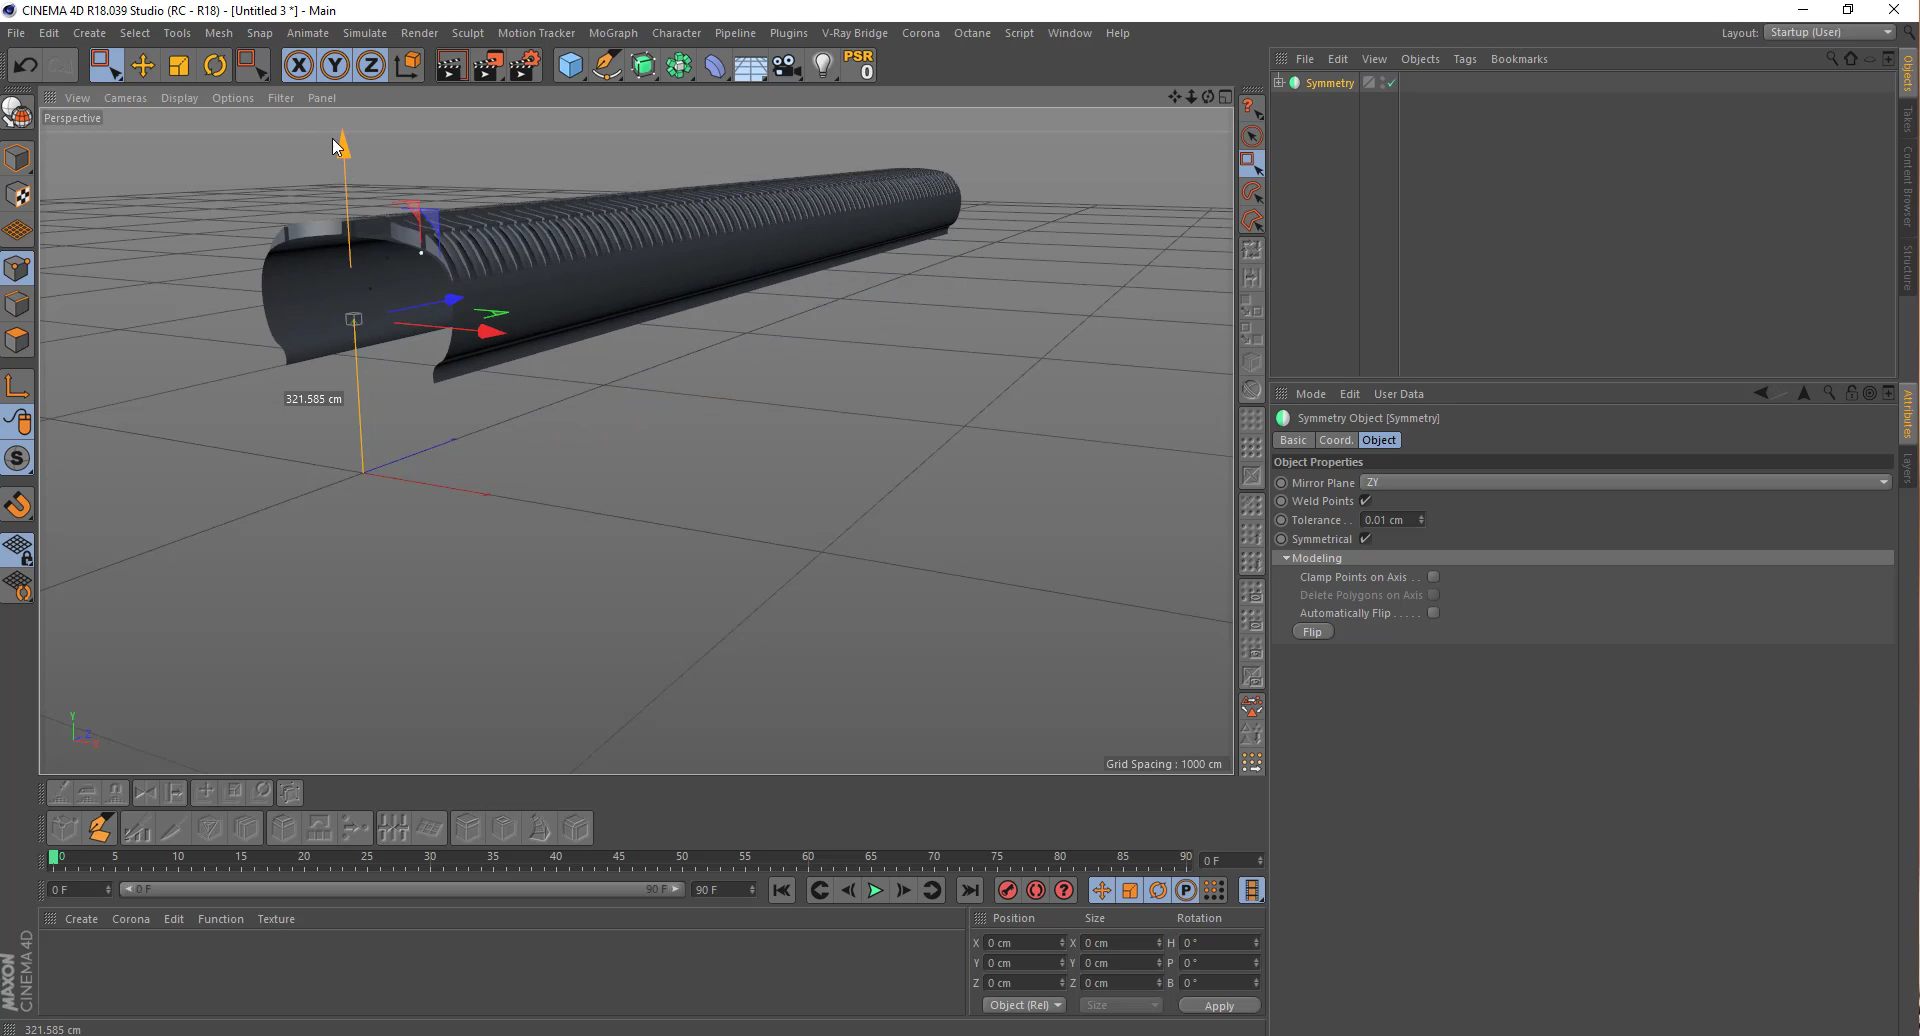 CINEMA 4D R18.039 Studio (RC - R18) - [Untitled 3 *] - Main
File Edit Create Select Tools Mesh Snap Animate Simulate Render Sculpt Motion Tracker MoGraph Character Pipeline Plugins V-Ray Bridge Corona Octane Script Window Help
Layout: Startup (User)
X Y Z PSR
0
View Cameras Display Options Filter Panel
Perspective
321.585 cm
Y
Z
X
Grid Spacing : 1000 cm
File Edit View Objects Tags Bookmarks
Symmetry
Objects
Takes
Content Browser
Structure
Mode Edit User Data
Symmetry Object [Symmetry]
Basic Coord. Object
Object Properties
Mirror Plane ZY
Weld Points
Tolerance . . 0.01 cm
Symmetrical
Modeling
Clamp Points on Axis . .
Delete Polygons on Axis
Automatically Flip . . . . .
Flip
Attributes
Layers
0 5 10 15 20 25 30 35 40 45 50 55 60 65 70 75 80 85 90
0 F
0 F 0 F 90 F 90 F
Create Corona Edit Function Texture
Position Size Rotation
X 0 cm X 0 cm H 0 °
Y 0 cm Y 0 cm P 0 °
Z 0 cm Z 0 cm B 0 °
Object (Rel) Size Apply
MAXON
CINEMA 4D
321.585 cm